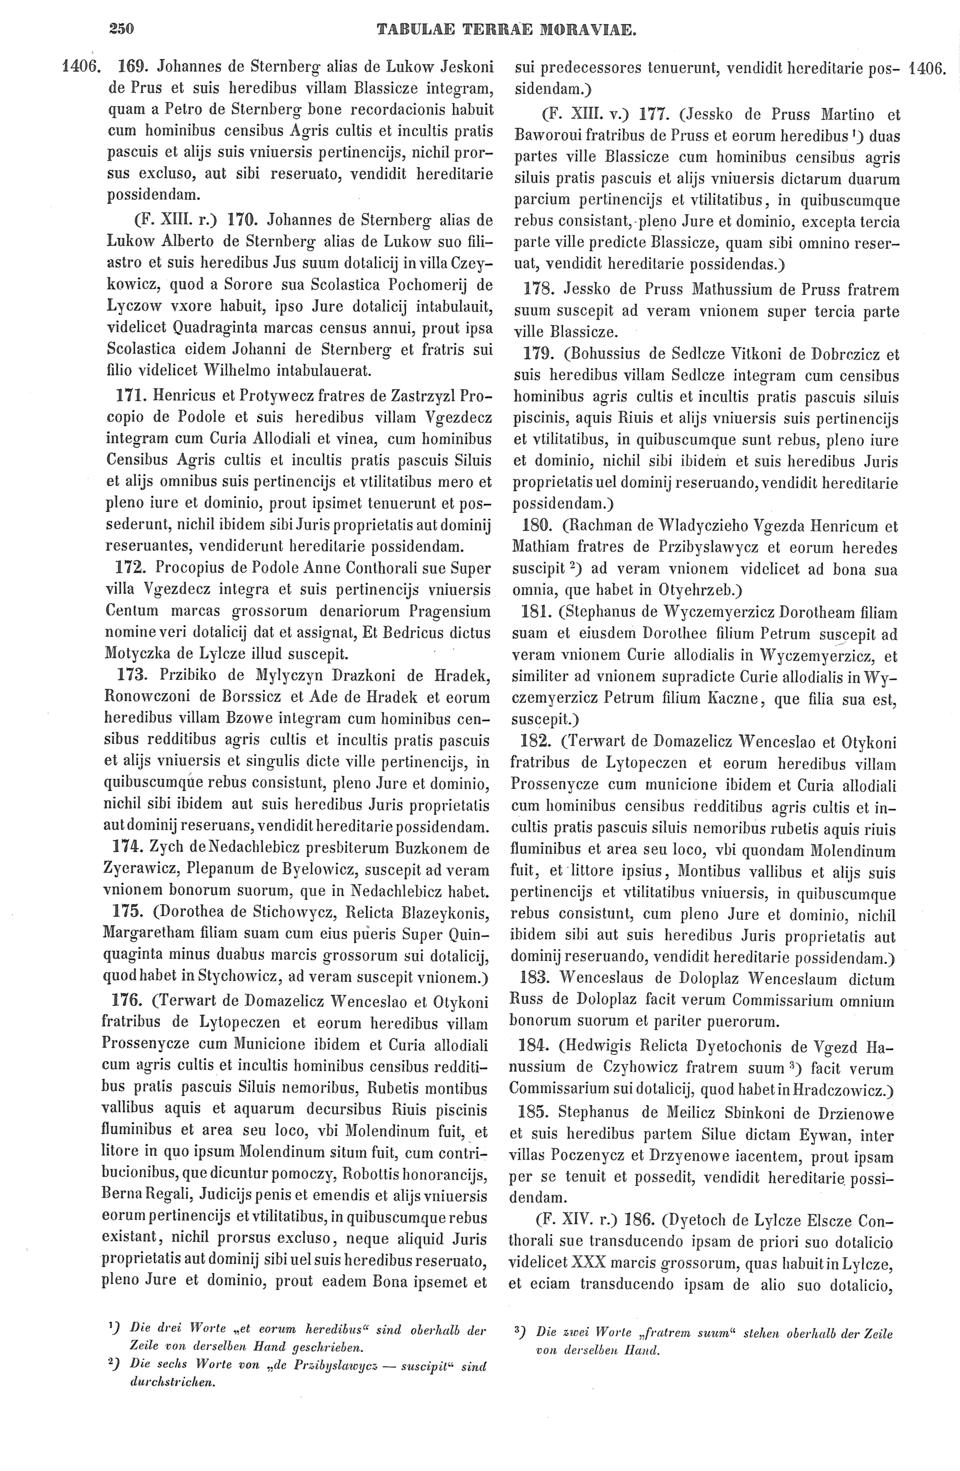 250
TABULAE TERRAE MORAVIAE.
1406.
169. Johannes de Sternberg alias de Lukow Jeskoni
de Prus et suis heredibus villam Blassicze integram,
quam a Petro de Sternberg bone recordacionis habuit
cum hominibus censibus Agris cultis et incultis pratis
pascuis et alijs suis vniuersis pertinencijs, nichil pror-
sus excluso, aut sibi reseruato, vendidit hereditarie
possidendam.
(F. XIII. r.) 170. Johannes de Sternberg alias de
Lukow Alberto de Sternberg alias de Lukow suo fili-
astro et suis heredibus Jus suum dotalicij in villa Czey-
kowicz, quod a Sorore sua Scolastica Pochomerij de
Lyczow vxore habuit, ipso Jure dotalicij intabulauit,
videlicet Quadraginta marcas census annui, prout ipsa
Scolastica eidem Johanni de Sternberg et fratris sui
filio videlicet Wilhelmo intabulauerat.
171. Henricus et Protywecz fratres de Zastrzyzl Pro-
copio de Podole et suis heredibus villam Vgezdecz
integram cum Curia Allodiali et vinea, cum hominibus
Censibus Agris cultis et incultis pratis pascuis Siluis
et alijs omnibus suis pertinencijs et vtilitatibus mero et
pleno iure et dominio, prout ipsimet tenuerunt et pos-
sederunt, nichil ibidem sibi Juris proprietatis aut dominij
reseruantes, vendiderunt hereditarie possidendam.
172. Procopius de Podole Anne Conthorali sue Super
villa Vgezdecz integra et suis pertinencijs vniuersis
Centum marcas grossorum denariorum Pragensium
nomine veri dotalicij dat et assignat, Et Bedricus dictus
Motyczka de Lylcze illud suscepit.
173. Przibiko de Mylyczyn Drazkoni de Hradek,
Ronowczoni de Borssicz et Ade de Hradek et eorum
heredibus villam Bzowe integram cum hominibus cen-
sibus redditibus agris cultis et incultis pratis pascuis
et alijs vniuersis et singulis dicte ville pertinencijs, in
quibuscumque rebus consistunt, pleno Jure et dominio,
nichil sibi ibidem aut suis heredibus Juris proprietatis
aut dominij reseruans, vendidit hereditarie possidendam.
174. Zych de Nedachlebicz presbiterum Buzkonem de
Zyerawicz, Plepanum de Byelowicz, suscepit ad veram
vnionem bonorum suorum, que in Nedachlebicz habet.
175. (Dorothea de Stichowycz, Relicta Blazeykonis,
Margaretham filiam suam cum eius pueris Super Quin-
quaginta minus duabus marcis grossorum sui dotalicij,
quod habet in Stychowicz, ad veram suscepit vnionem.)
176. (Terwart de Domazelicz Wenceslao et Otykoni
fratribus de Lytopeczen et eorum heredibus villam
Prossenycze cum Municione ibidem et Curia allodiali
cum agris cultis et incultis hominibus censibus redditi-
bus pratis pascuis Siluis nemoribus, Rubetis montibus
vallibus aquis et aquarum decursibus Riuis piscinis
fluminibus et area seu loco, vbi Molendinum fuit, et
litore in quo ipsum Molendinum situm fuit, cum contri-
bucionibus, que dicuntur pomoczy, Robottis honorancijs,
Berna Regali, Judicijs penis et emendis et alijs vniuersis
eorum pertinencijs et vtilitatibus, in quibuscumque rebus
existant, nichil prorsus excluso, neque aliquid Juris
proprietatis aut dominij sibi uel suis heredibus reseruato,
pleno Jure et dominio, prout eadem Bona ipsemet et
1406.
sui predecessores tenuerunt, vendidit hereditarie pos-
sidendam.)
(F. XIII. v.) 177. (Jessko de Pruss Martino et
Baworoui fratribus de Pruss et eorum heredibus ¹) duas
partes ville Blassicze cum hominibus censibus agris
siluis pratis pascuis et alijs vniuersis dictarum duarum
parcium pertinencijs et vtilitatibus, in quibuscumque
rebus consistant, pleno Jure et dominio, excepta tercia
parte ville predicte Blassicze, quam sibi omnino reser-
uat, vendidit hereditarie possidendas.)
178. Jessko de Pruss Mathussium de Pruss fratrem
suum suscepit ad veram vnionem super tercia parte
ville Blassicze.
179. (Bohussius de Sedlcze Vitkoni de Dobrczicz et
suis heredibus villam Sedlcze integram cum censibus
hominibus agris cultis et incultis pratis pascuis siluis
piscinis, aquis Riuis et alijs vniuersis suis pertinencijs
et vtilitatibus, in quibuscumque sunt rebus, pleno iure
et dominio, nichil sibi ibidem et suis heredibus Juris
proprietatis uel dominij reseruando, vendidit hereditarie
possidendam.)
180. (Rachman de Wladyczieho Vgezda Henricum et
Mathiam fratres de Przibyslawycz et eorum heredes
suscipit ²) ad veram vnionem videlicet ad bona sua
omnia, que habet in Otyehrzeb.)
181. (Stephanus de Wyczemyerzicz Dorotheam filiam
suam et eiusdem Dorothee filium Petrum suscepit ad
veram vnionem Curie allodialis in Wyczemyerzicz, et
similiter ad vnionem supradicte Curie allodialis in Wy-
czemyerzicz Petrum filium Kaczne, que filia sua est,
suscepit.)
182. (Terwart de Domazelicz Wenceslao et Otykoni
fratribus de Lytopeczen et eorum heredibus villam
Prossenycze cum municione ibidem et Curia allodiali
cum hominibus censibus redditibus agris cultis et in-
cultis pratis pascuis siluis nemoribus rubetis aquis riuis
fluminibus et area seu loco, vbi quondam Molendinum
fuit, et littore ipsius, Montibus vallibus et alijs suis
pertinencijs et vtilitatibus vniuersis, in quibuscumque
rebus consistunt, cum pleno Jure et dominio, nichil
ibidem sibi aut suis heredibus Juris proprietatis aut
dominij reseruando, vendidit hereditarie possidendam.)
183. Wenceslaus de Doloplaz Wenceslaum dictum
Russ de Doloplaz facit verum Commissarium omnium
bonorum suorum et pariter puerorum.
184. (Hedwigis Relicta Dyetochonis de Vgezd Ha-
nussium de Czyhowicz fratrem suum ³) facit verum
Commissarium sui dotalicij, quod habet in Hradczowicz.)
185. Stephanus de Meilicz Sbinkoni de Drzienowe
et suis heredibus partem Silue dictam Eywan, inter
villas Poczenycz et Drzyenowe iacentem, prout ipsam
per se tenuit et possedit, vendidit hereditarie possi-
dendam.
(F. XIV. r.) 186. (Dyetoch de Lylcze Elscze Con-
thorali sue transducendo ipsam de priori suo dotalicio
videlicet XXX marcis grossorum, quas habuit in Lylcze,
et eciam transducendo ipsam de alio suo dotalicio,
¹) Die drei Worte „et eorum heredibus“ sind oberhalb der
Zeile von derselben Hand geschrieben.
²) Die sechs Worte von „de Przibyslawycz — suscipit“ sind
durchstrichen.
³) Die zwei Worte „fratrem suum“ stehen oberhalb der Zeile
von derselben Hand.